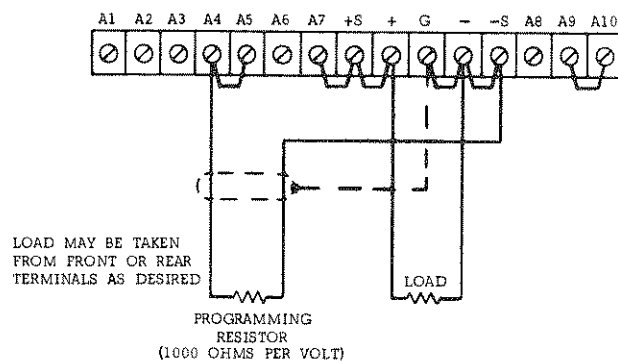 A1 A2 A3 A4 A5 A6 A7 +S + G - -S A8 A9 A10
LOAD MAY BE TAKEN
FROM FRONT OR REAR
TERMINALS AS DESIRED
LOAD
PROGRAMMING
RESISTOR
(1000 OHMS PER VOLT)